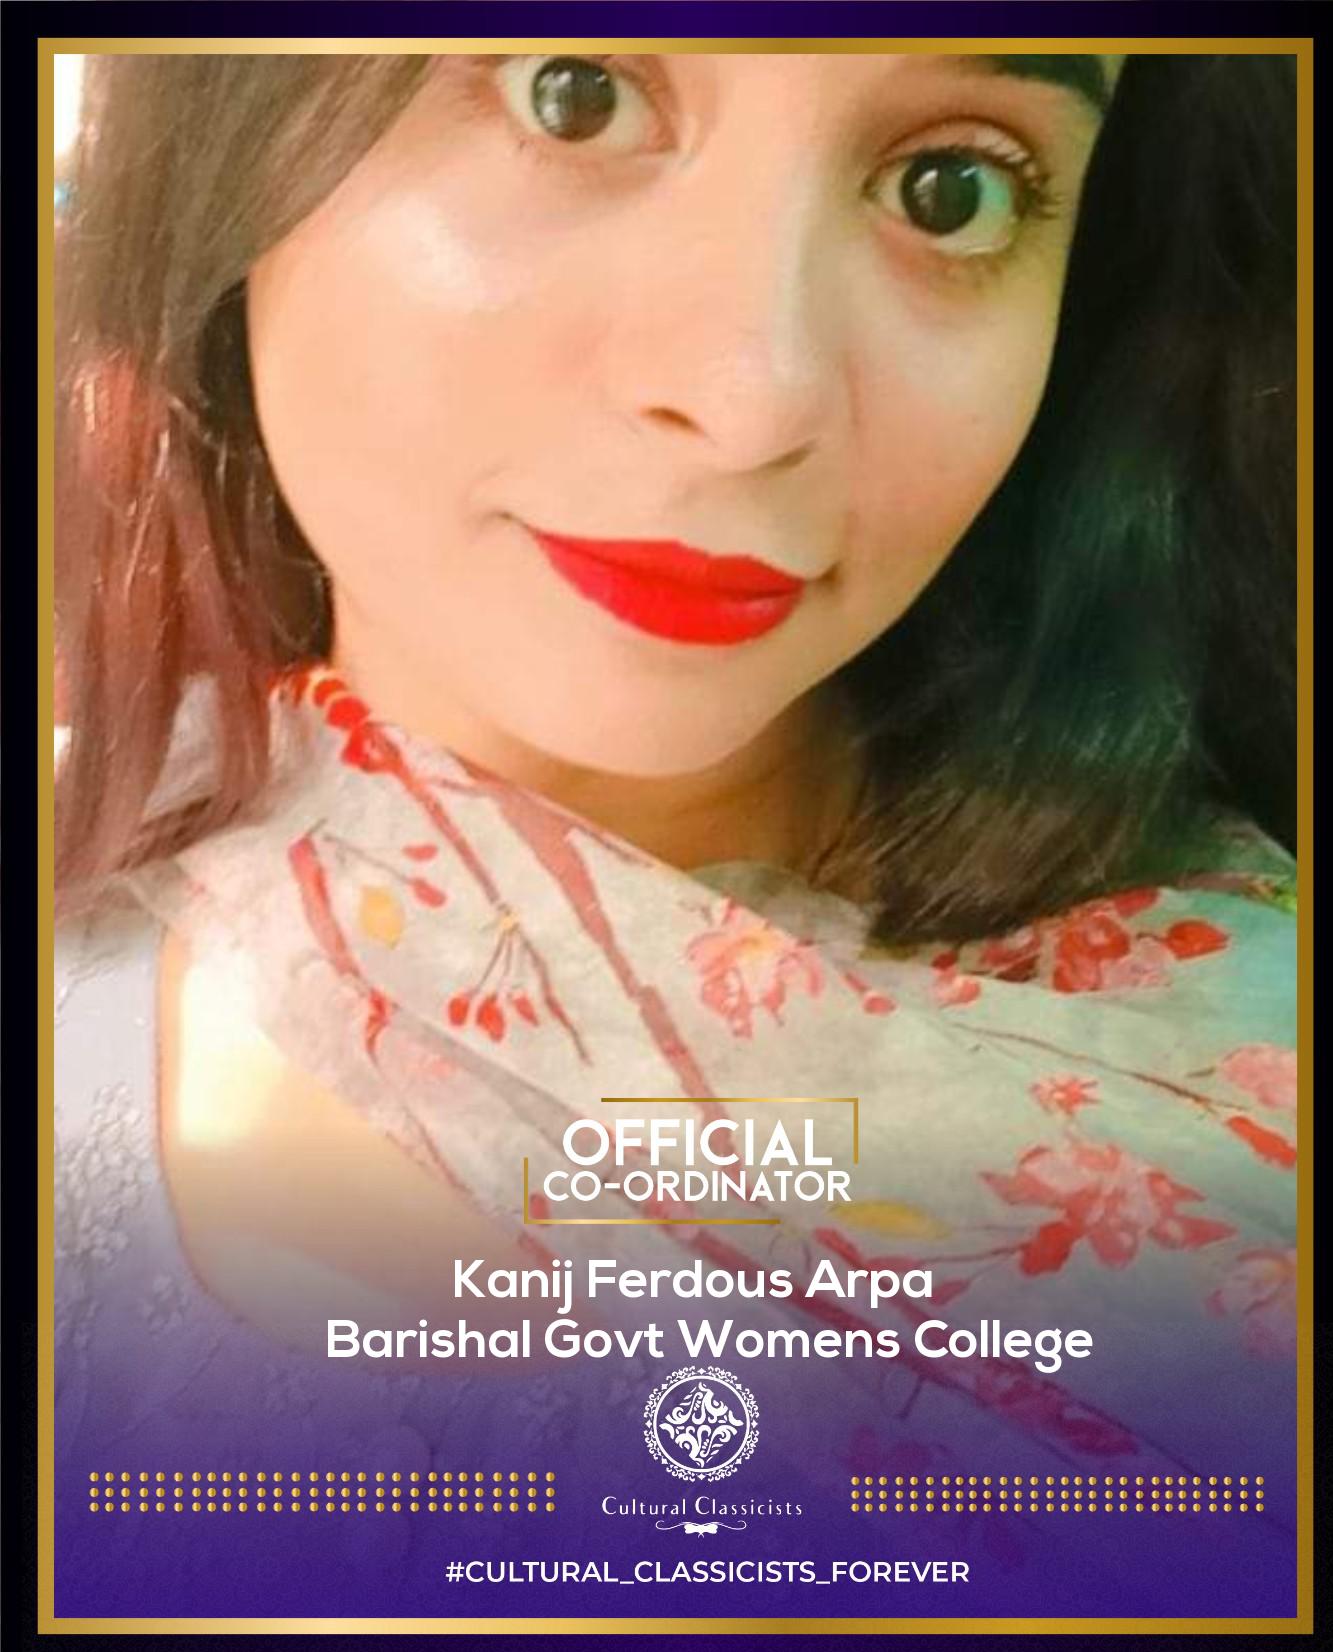 OFFICIAL
CO-ORDINATOR
Kanij Ferdous Arpa
Barishal Govt Womens College
Cultural Classicists
#CULTURAL_CLASSICISTS_FOREVER